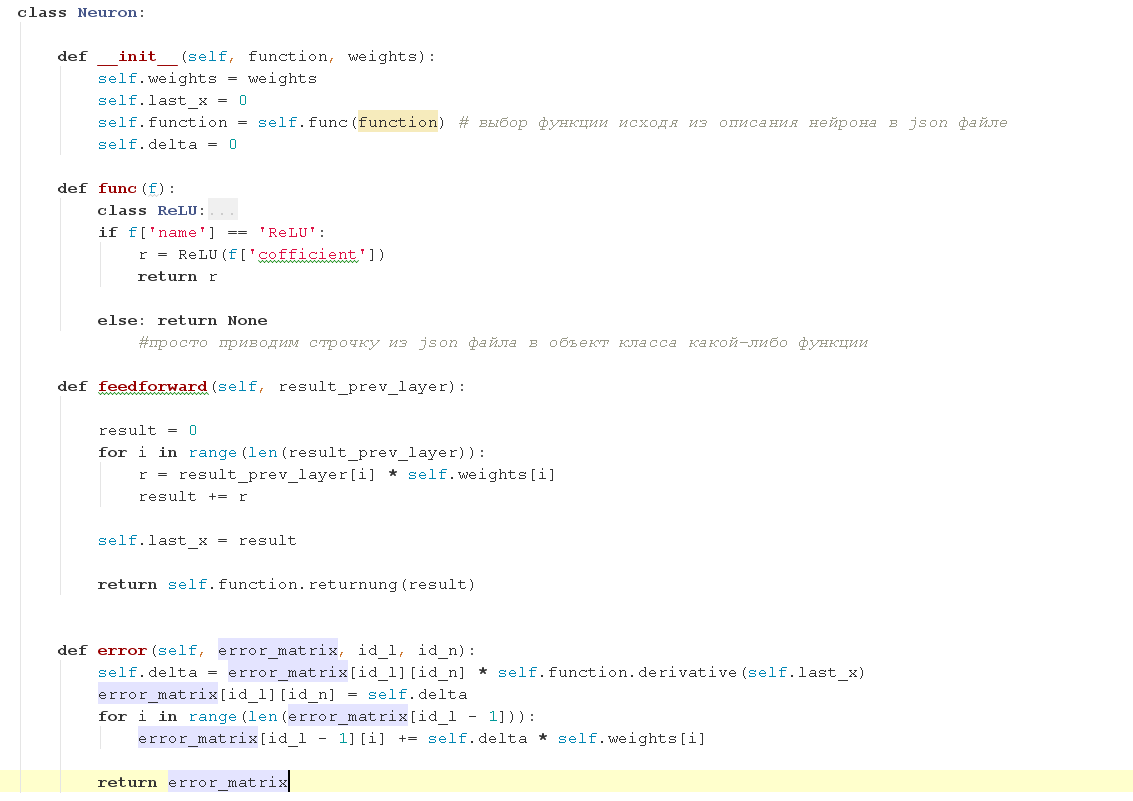 class Neuron:
def __init__(self, function, weights):
self.weights = weights
self.last_x = 0
self.function = self.func(function) # выбор функции исходя из описания нейрона в json файле
self.delta = 0
def func(f):
class ReLU:...
if f['name'] == 'ReLU':
r = ReLU(f['cofficient'])
return r
else: return None
#просто приводим строчку из json файла в объект класса какой-либо функции
def feedforward(self, result_prev_layer):
result = 0
for i in range(len(result_prev_layer)):
r = result_prev_layer[i] * self.weights[i]
result += r
self.last_x = result
return self.function.returnung(result)
def error(self, error_matrix, id_l, id_n):
self.delta = error_matrix[id_l][id_n] * self.function.derivative(self.last_x)
error_matrix[id_l][id_n] = self.delta
for i in range(len(error_matrix[id_l - 1])):
error_matrix[id_l - 1][i] += self.delta * self.weights[i]
return error_matrix